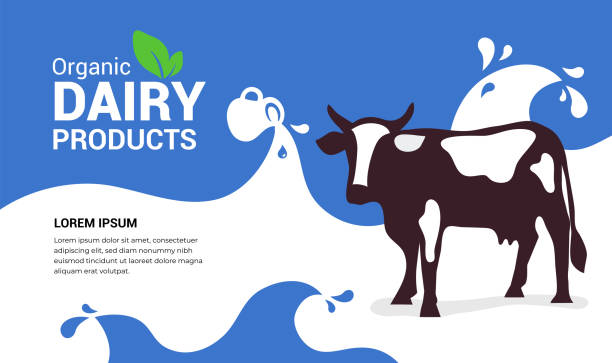 Organic
DAIRY
PRODUCTS
LOREM IPSUM
Lorem ipsum dolor sit amet, consectetuer
adipiscing elit, sed diam nonummy nibh
euismod tincidunt ut laoreet dolore magna
aliquam erat volutpat.